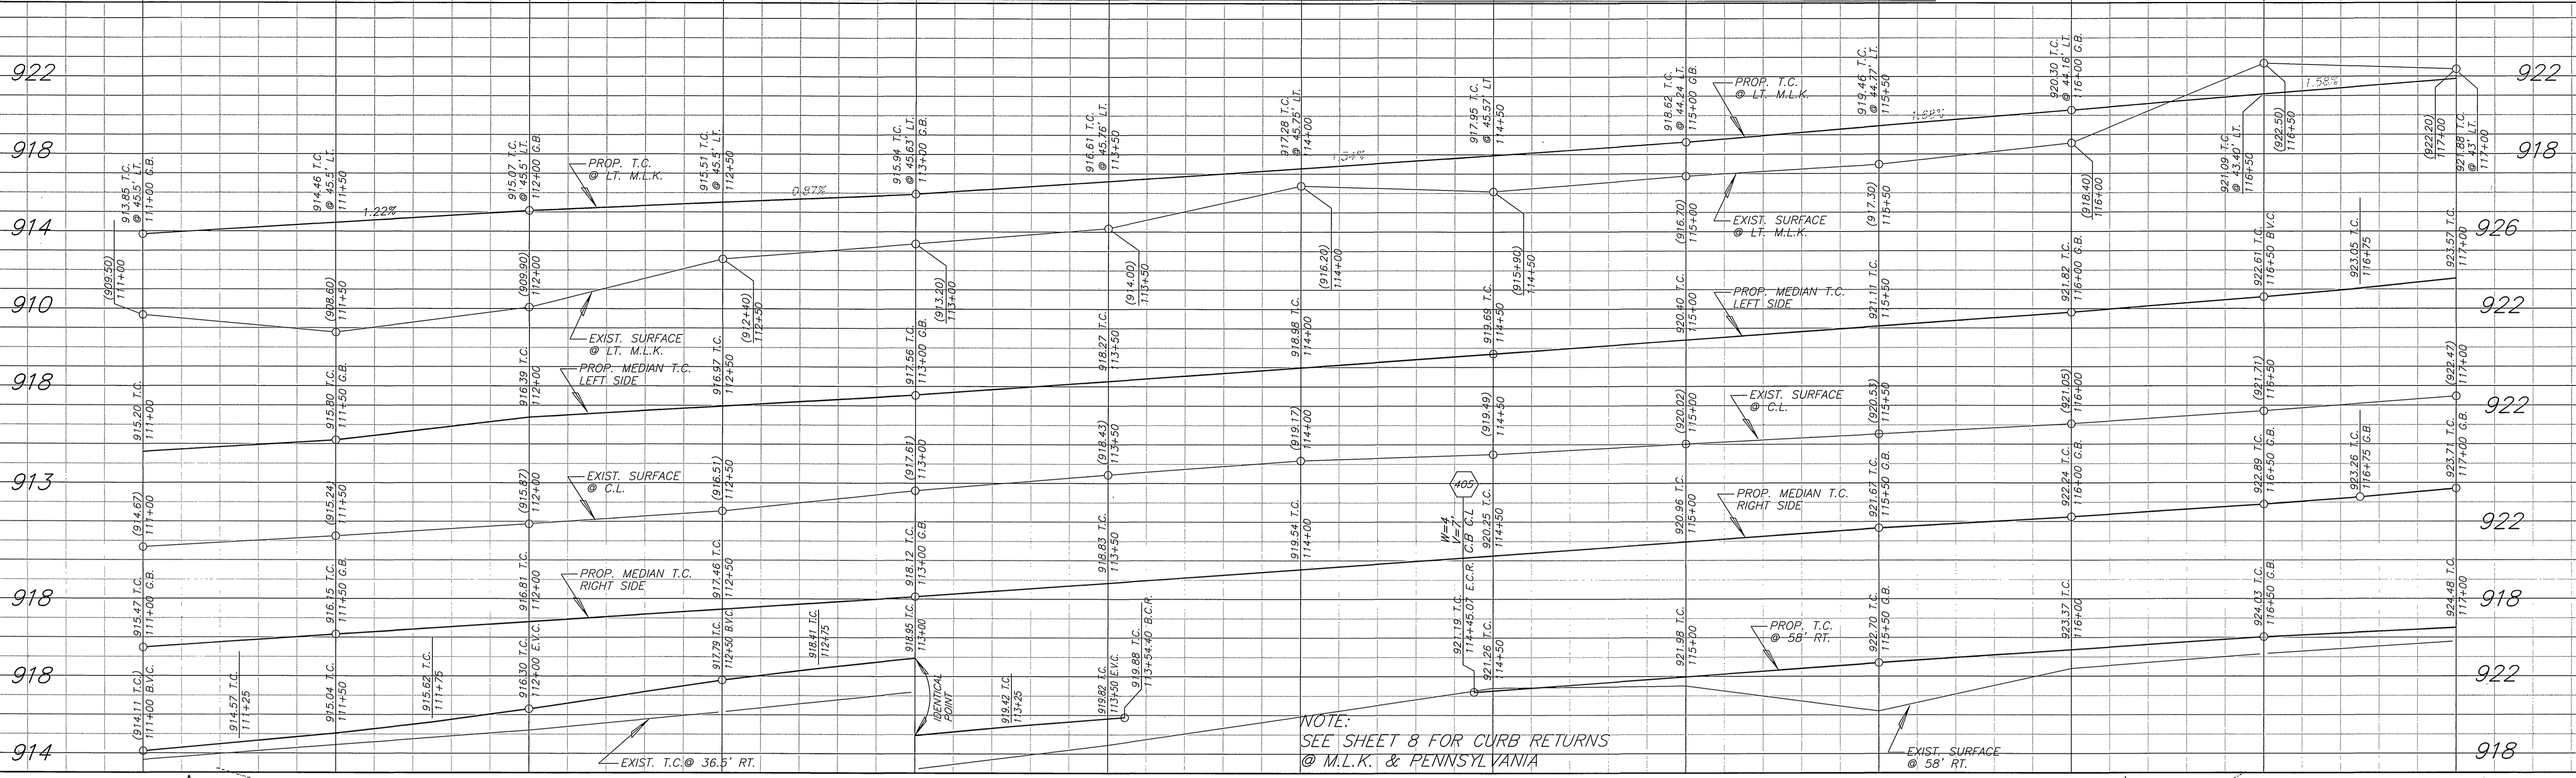 922
918
914
910
918
913
918
918
914
913.85 T.C.
@ 45.5' LT.
111+00 G.B.
914.46 T.C.
@ 45.5' LT.
111+50
915.07 T.C.
@ 45.5' LT.
112+00 G.B.
915.51 T.C.
@ 45.5' LT.
112+50
915.94 T.C.
@ 45.63' LT.
113+00 G.B.
916.61 T.C.
@ 45.76' LT.
113+50
917.28 T.C.
@ 45.75' LT.
114+00
917.95 T.C.
@ 45.57' LT
114+50
918.62 T.C.
@ 44.24 LT.
115+00 G.B.
919.46 T.C.
@ 44.77' LT.
115+50
920.30 T.C.
@ 44.16' LT.
116+00 G.B.
921.09 T.C.
@ 43.40' LT.
116+50
921.88 T.C.
@ 43' LT.
117+00
1.22%
0.87%
1.34%
1.68%
1.58%
PROP. T.C.
@ LT. M.L.K.
PROP. T.C.
@ LT. M.L.K.
(909.50)
111+00
(908.60)
111+50
(909.90)
112+00
(912+40)
112+50
(913.20)
113+00
(914.00)
113+50
(916.20)
114+00
(915+90)
114+50
(916.70)
115+00
(917.30)
115+50
(918.40)
116+00
(922.50)
116+50
(922.20)
117+00
EXIST. SURFACE
@ LT. M.L.K.
EXIST. SURFACE
@ LT. M.L.K.
915.20 T.C.
111+00
915.80 T.C.
111+50 G.B.
916.39 T.C.
112+00
916.97 T.C.
112+50
917.56 T.C.
113+00 G.B.
918.27 T.C.
113+50
918.98 T.C.
114+00
919.69 T.C.
114+50
920.40 T.C.
115+00
921.11 T.C.
115+50
921.82 T.C.
116+00 G.B.
922.61 T.C.
116+50 B.V.C.
923.05 T.C.
116+75
923.57 T.C.
117+00
PROP. MEDIAN T.C.
LEFT SIDE
PROP. MEDIAN T.C.
LEFT SIDE
(914.67)
111+00
(915.24)
111+50
(915.87)
112+00
(916.51)
112+50
(917.61)
113+00
(918.43)
113+50
(919.17)
114+00
(919.49)
114+50
(920.02)
115+00
(920.53)
115+50
(921.05)
116+00
(921.71)
116+50
(922.47)
117+00
EXIST. SURFACE
@ C.L.
EXIST. SURFACE
@ C.L.
915.47 T.C.
111+00 G.B.
916.15 T.C.
111+50 G.B.
916.81 T.C.
112+00
917.46 T.C.
112+50
918.12 T.C.
113+00 G.B.
918.83 T.C.
113+50
919.54 T.C.
114+00
405
W=4
V=7'
C.B C.L
920.25 T.C.
114+50
920.96 T.C.
115+00
921.67 T.C.
115+50 G.B.
922.24 T.C.
116+00 G.B.
922.89 T.C.
116+50 G.B.
923.26 T.C.
116+75 G.B.
923.71 T.C.
117+00 G.B.
PROP. MEDIAN T.C.
RIGHT SIDE
PROP. MEDIAN T.C.
RIGHT SIDE
(914.11 T.C.)
111+00 B.V.C.
914.57 T.C.
111+25
915.04 T.C.
111+50
915.62 T.C.
111+75
916.30 T.C.
112+00 E.V.C.
917.79 T.C.
112+50 B.V.C.
918.41 T.C.
112+75
918.95 T.C.
113+00
IDENTICAL
POINT
919.42 T.C.
113+25
919.82 T.C.
113+50 E.V.C.
919.88 T.C.
113+54.40 B.C.R.
921.19 T.C.
114+45.07 E.C.R.
921.26 T.C.
114+50
921.98 T.C.
115+00
922.70 T.C.
115+50 G.B.
923.37 T.C.
116+00
924.03 T.C.
116+50 G.B.
924.48 T.C.
117+00
PROP. T.C.
@ 58' RT.
EXIST. T.C.@ 36.5' RT.
EXIST. SURFACE
@ 58' RT.
NOTE:
SEE SHEET 8 FOR CURB RETURNS
@ M.L.K. & PENNSYLVANIA
922
918
926
922
922
922
918
922
918